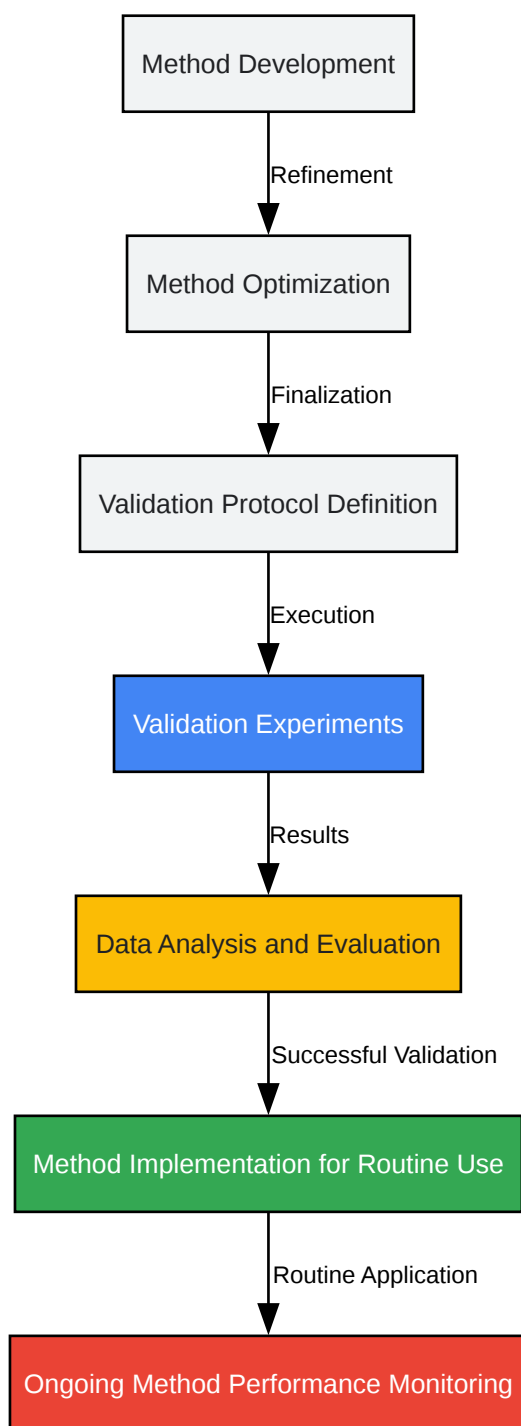 Method Development
Refinement
Method Optimization
Finalization
Validation Protocol Definition
Execution
Validation Experiments
Results
Data Analysis and Evaluation
Successful Validation
Method Implementation for Routine Use
Routine Application
Ongoing Method Performance Monitoring